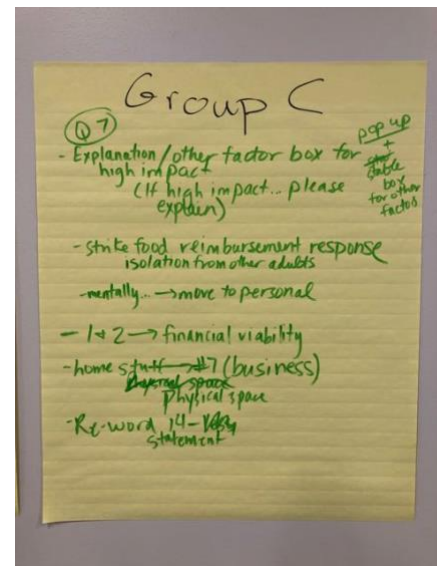 Group C
Q7
pop up
+
stable
box
for other
factos
- Explanation/other factor box for
high impact
(If high impact... please
explain)
- strike food reimbursement response
isolation from other adults
- mentally... → move to personal
- 1 + 2 → financial viability
- home stuff → #7 (business)
Physical space
- Re-word 14 -
statement